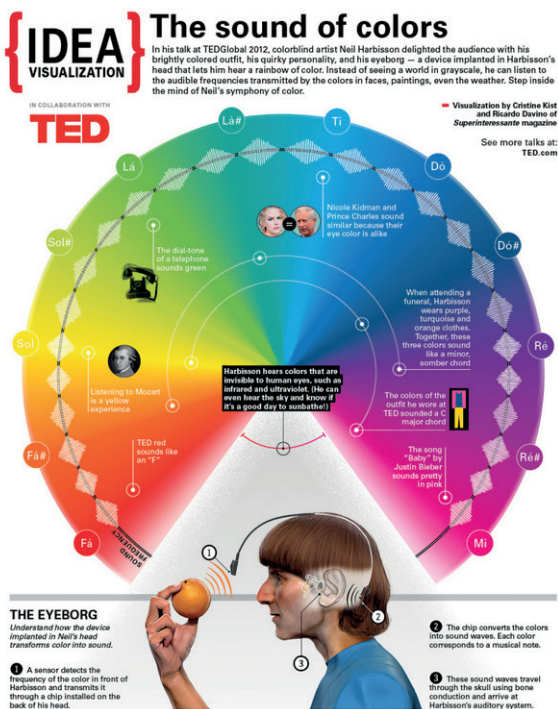 The sound of colors
{IDEA}
VISUALIZATION
In his talk at TEDGlobal 2012, colorblind artist Neil Harbisson delighted the audience with his
brightly colored outfit, his quirky personality, and his eyeborg — a device implanted in Harbisson's
head that lets him hear a rainbow of color. Instead of seeing a world in grayscale, he can listen to
the audible frequencies transmitted by the colors in faces, paintings, even the weather. Step inside
the mind of Neil's symphony of color.
IN COLLABORATION WITH
TED
Visualization by Cristine Kist
and Ricardo Davino of
Superinteressante magazine
See more talks at:
TED.com
Lá#
Ti
Lá
Dó
Sol#
Dó#
Sol
Ré
Fá#
Ré#
Fá
Mi
The dial-tone
of a telephone
sounds green
=
Nicole Kidman and
Prince Charles sound
similar because their
eye color is alike
When attending a
funeral, Harbisson
wears purple,
turquoise and
orange clothes.
Together, these
three colors sound
like a minor,
somber chord
Listening to Mozart
is a yellow
experience
Harbisson hears colors that are
invisible to human eyes, such as
infrared and ultraviolet. (He can
even hear the sky and know if
it's a good day to sunbathe!)
The colors of the
outfit he wore at
TED sounded a C
major chord
TED red
sounds like
an "F"
The song
"Baby" by
Justin Bieber
sounds pretty
in pink
SOUND
FREQUENCY
1
2
3
THE EYEBORG
Understand how the device
implanted in Neil's head
transforms color into sound.
1 A sensor detects the
frequency of the color in front of
Harbisson and transmits it
through a chip installed on the
back of his head.
2 The chip converts the colors
into sound waves. Each color
corresponds to a musical note.
3 These sound waves travel
through the skull using bone
conduction and arrive at
Harbisson's auditory system.